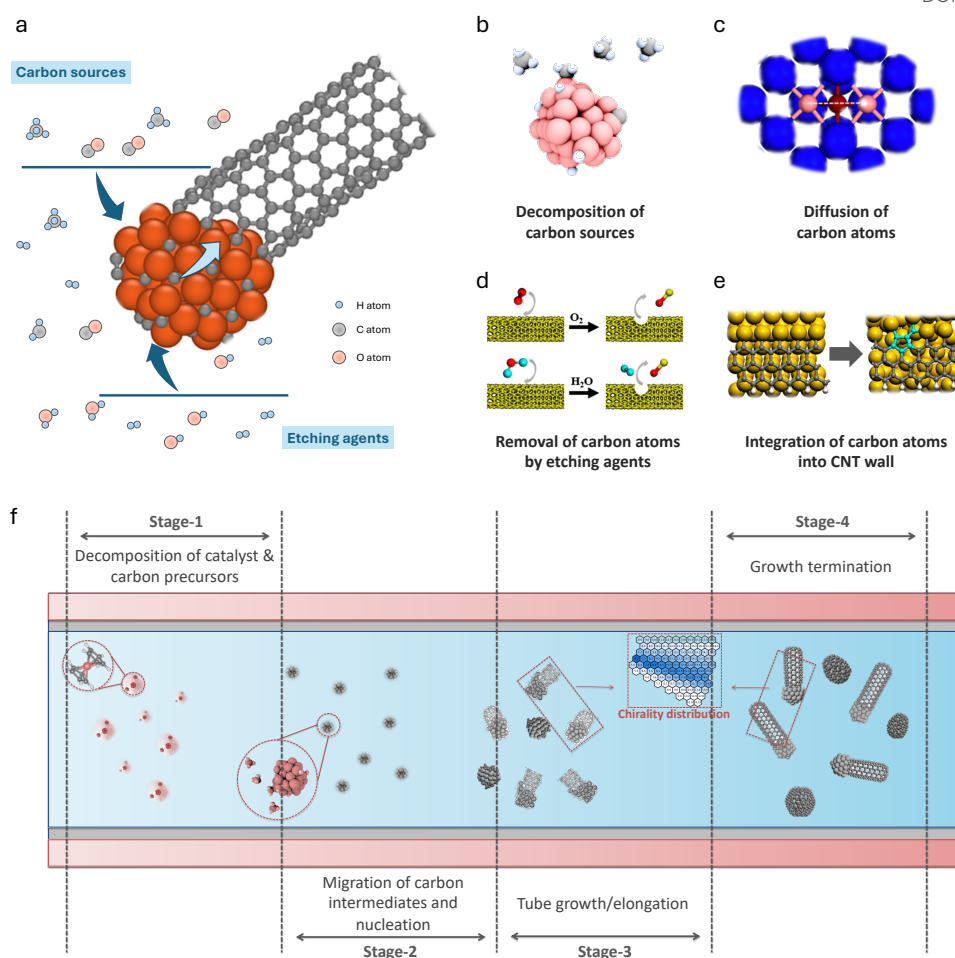 a
Carbon sources
H atom
C atom
O atom
Etching agents
b
Decomposition of
carbon sources
c
Diffusion of
carbon atoms
d
O2
H2O
Removal of carbon atoms
by etching agents
e
Integration of carbon atoms
into CNT wall
f
Stage-1
Decomposition of catalyst &
carbon precursors
Stage-4
Growth termination
Chirality distribution
Migration of carbon
intermediates and
nucleation
Stage-2
Tube growth/elongation
Stage-3